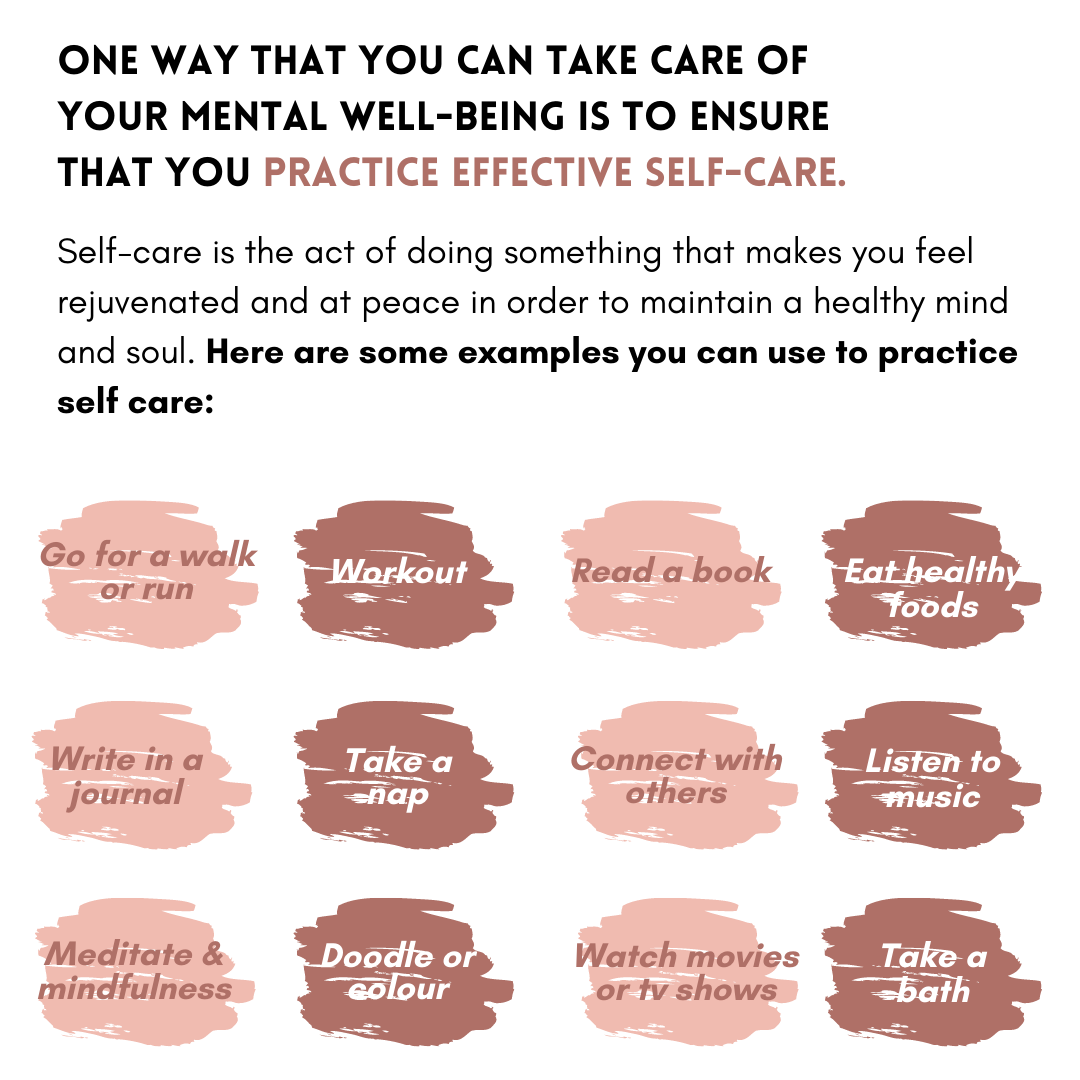 ONE WAY THAT YOU CAN TAKE CARE OF
YOUR MENTAL WELL-BEING IS TO ENSURE
THAT YOU PRACTICE EFFECTIVE SELF-CARE.
Self-care is the act of doing something that makes you feel
rejuvenated and at peace in order to maintain a healthy mind
and soul. Here are some examples you can use to practice
self care:
Go for a walk
or run
Workout
Read a book
Eat healthy
foods
Write in a
journal
Take a
nap
Connect with
others
Listen to
music
Meditate &
mindfulness
Doodle or
colour
Watch movies
or tv shows
Take a
bath